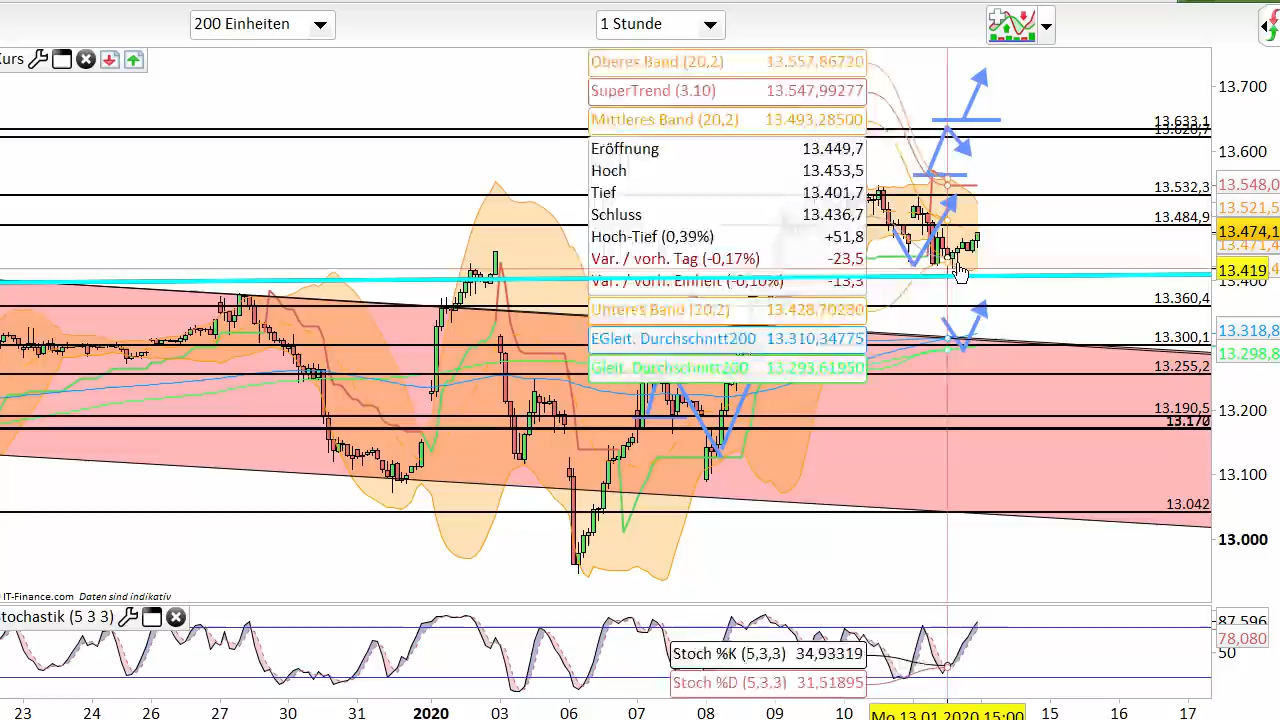 200 Einheiten
1 Stunde
Kurs
Oberes Band (20,2) 13.557,86720
SuperTrend (3.10) 13.547,99277
Mittleres Band (20,2) 13.493,28500
Eröffnung 13.449,7
Hoch 13.453,5
Tief 13.401,7
Schluss 13.436,7
Hoch-Tief (0,39%) +51,8
Var. / vorh. Tag (-0,17%) -23,5
Var. / vorh. Einheit (-0,10%) -13,3
Unteres Band (20,2) 13.428,70230
EGleit. Durchschnitt200 13.310,34775
Gleit. Durchschnitt200 13.293,61950
13.633,1
13.532,3
13.484,9
13.360,4
13.300,1
13.255,2
13.190,5
13.170
13.042
13.700
13.600
13.548,0
13.521,5
13.474,1
13.471,4
13.419
13.400
13.318,8
13.298,8
13.200
13.100
13.000
IT-Finance.com Daten sind indikativ
Stochastik (5 3 3)
Stoch %K (5,3,3) 34,93319
Stoch %D (5,3,3) 31,51895
87,596
78,080
50
23 24 26 27 30 31 2020 03 06 07 08 09 10 Mo 13.01.2020 15:00 15 16 17